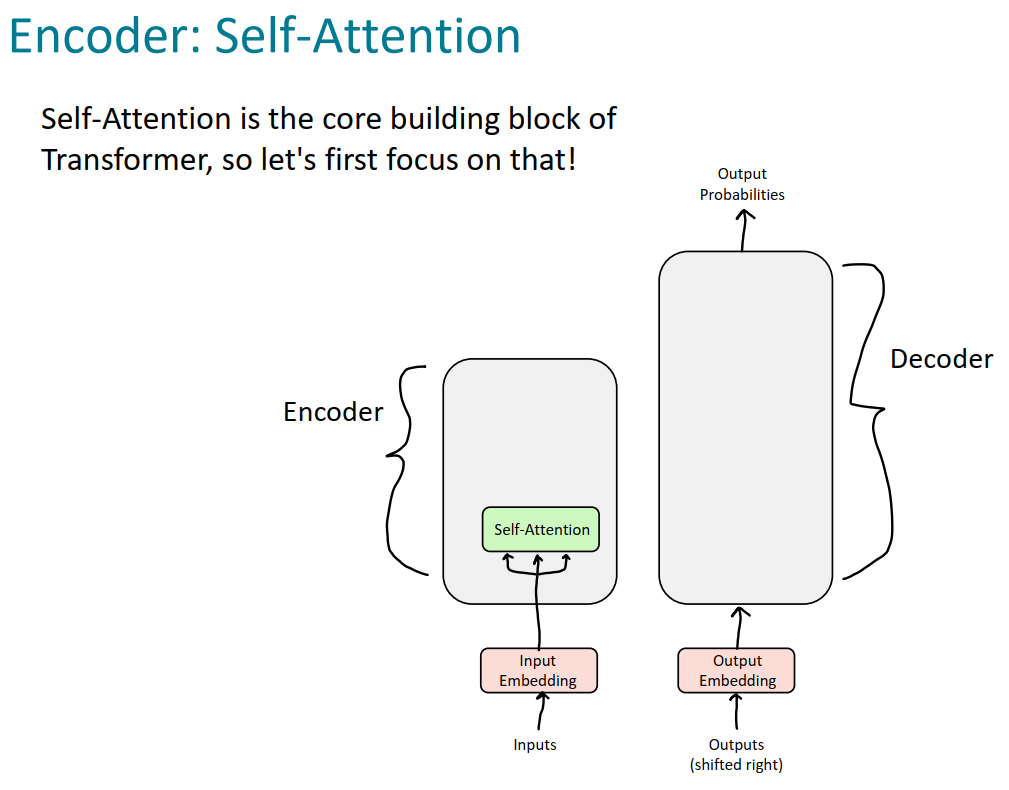 Encoder: Self-Attention
Self-Attention is the core building block of
Transformer, so let's first focus on that!
Output
Probabilities
Decoder
Encoder
Self-Attention
Input
Embedding
Output
Embedding
Inputs
Outputs
(shifted right)